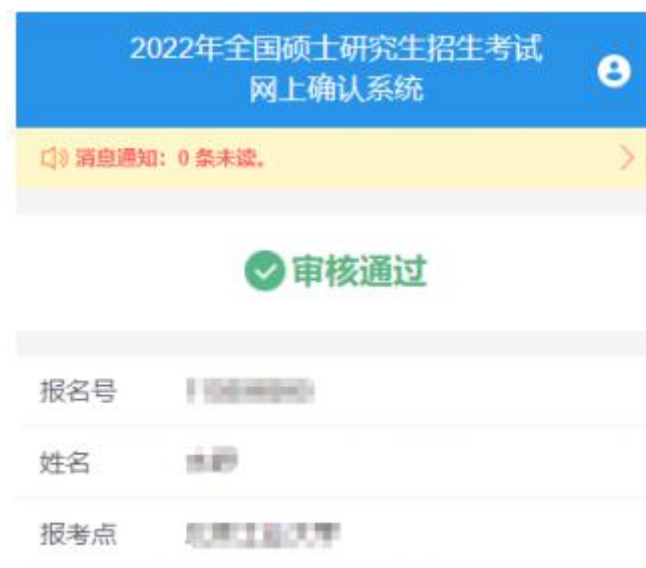 2022年全国硕士研究生招生考试
网上确认系统
消息通知：0 条未读。
审核通过
报名号
姓名
报考点